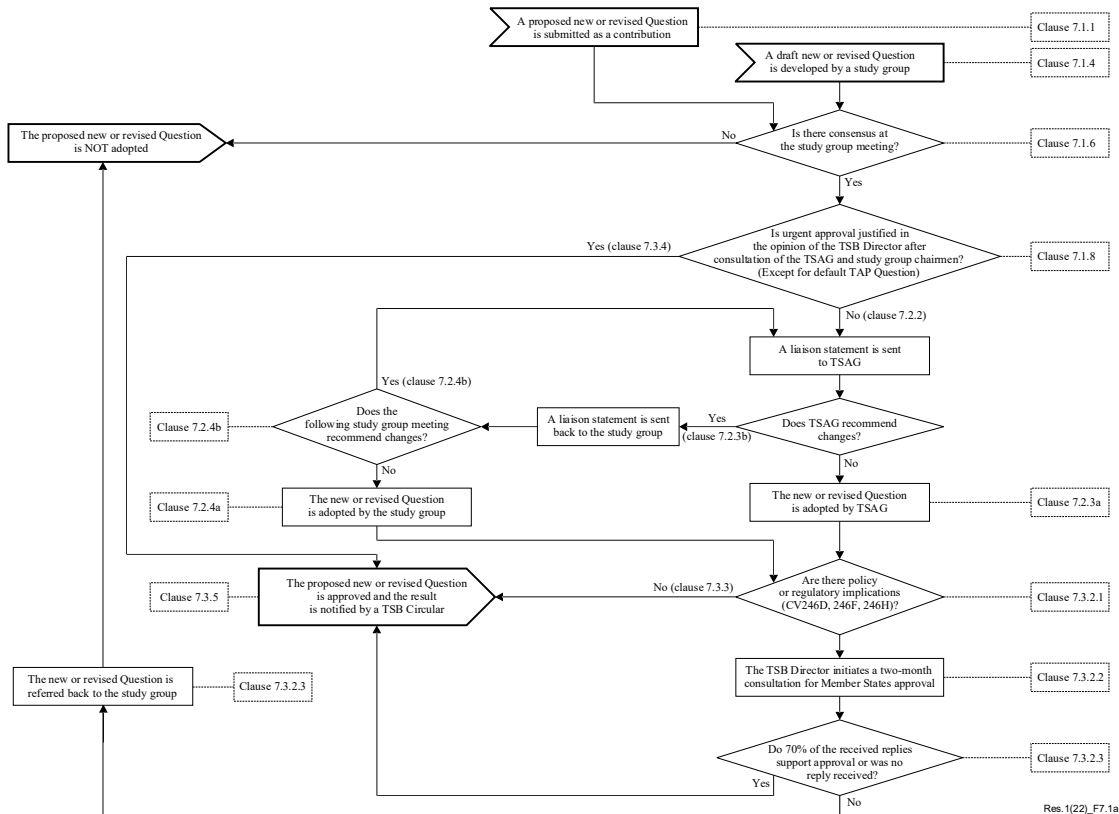 A proposed new or revised Question
is submitted as a contribution
Clause 7.1.1
A draft new or revised Question
is developed by a study group
Clause 7.1.4
The proposed new or revised Question
is NOT adopted
No
Is there consensus at
the study group meeting?
Clause 7.1.6
Yes
Yes (clause 7.3.4)
Is urgent approval justified in
the opinion of the TSB Director after
consultation of the TSAG and study group chairmen?
(Except for default TAP Question)
Clause 7.1.8
No (clause 7.2.2)
A liaison statement is sent
to TSAG
Yes (clause 7.2.4b)
Clause 7.2.4b
Does the
following study group meeting
recommend changes?
A liaison statement is sent
back to the study group
Yes
(clause 7.2.3b)
Does TSAG recommend
changes?
No
No
Clause 7.2.4a
The new or revised Question
is adopted by the study group
The new or revised Question
is adopted by TSAG
Clause 7.2.3a
Clause 7.3.5
The proposed new or revised Question
is approved and the result
is notified by a TSB Circular
No (clause 7.3.3)
Are there policy
or regulatory implications
(CV246D, 246F, 246H)?
Clause 7.3.2.1
The new or revised Question is
referred back to the study group
Clause 7.3.2.3
The TSB Director initiates a two-month
consultation for Member States approval
Clause 7.3.2.2
Do 70% of the received replies
support approval or was no
reply received?
Clause 7.3.2.3
Yes
No
Res.1(22)_F7.1a